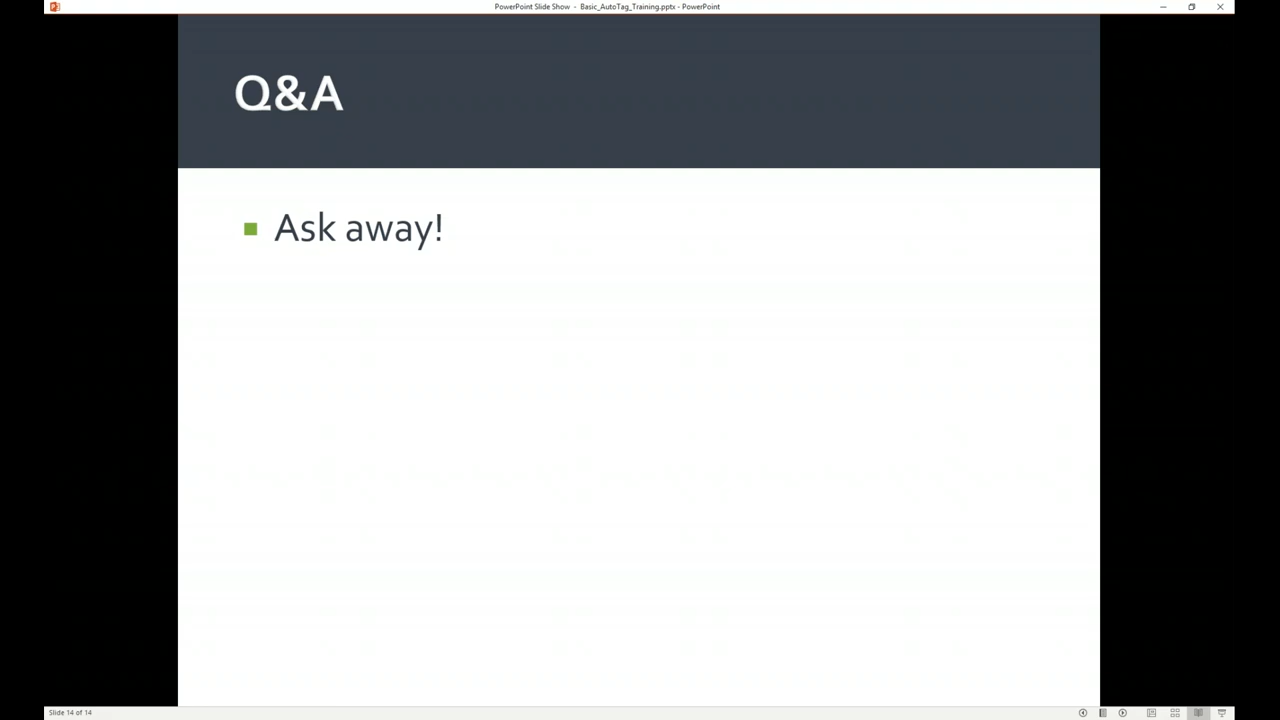 PowerPoint Slide Show - Basic_AutoTag_Training.pptx - PowerPoint
Q&A
Ask away!
Slide 14 of 14